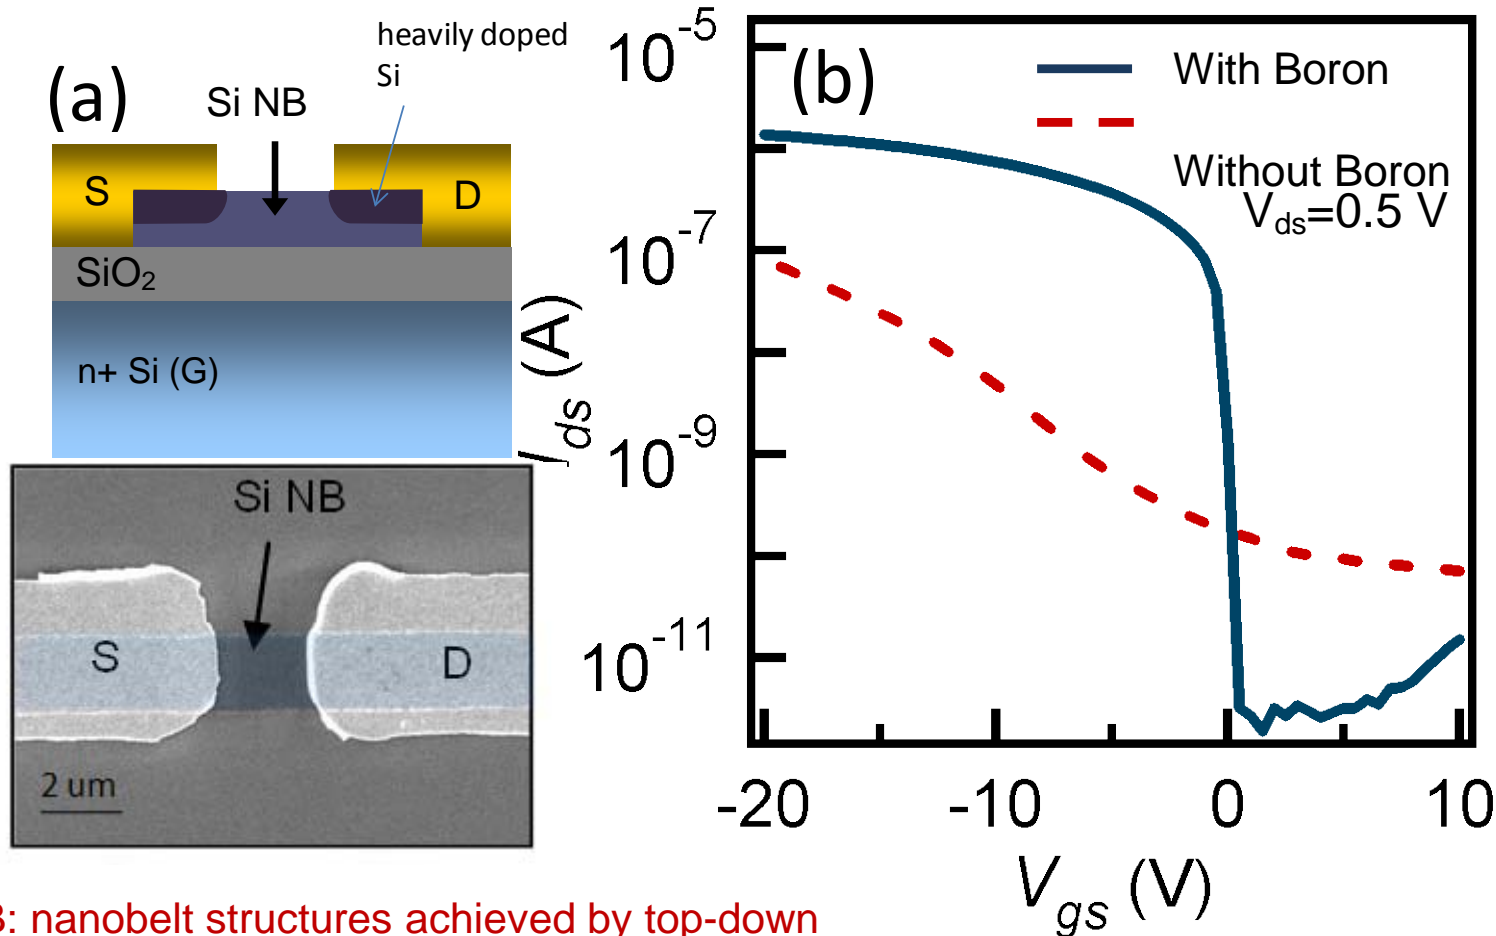 (a)
heavily doped
Si
Si NB
S
D
SiO2
n+ Si (G)
Si NB
S
D
2 um
(b)
With Boron
Without Boron
Vds=0.5 V
10-5
10-7
10-9
10-11
Ids (A)
-20
-10
0
10
Vgs (V)
: nanobelt structures achieved by top-down